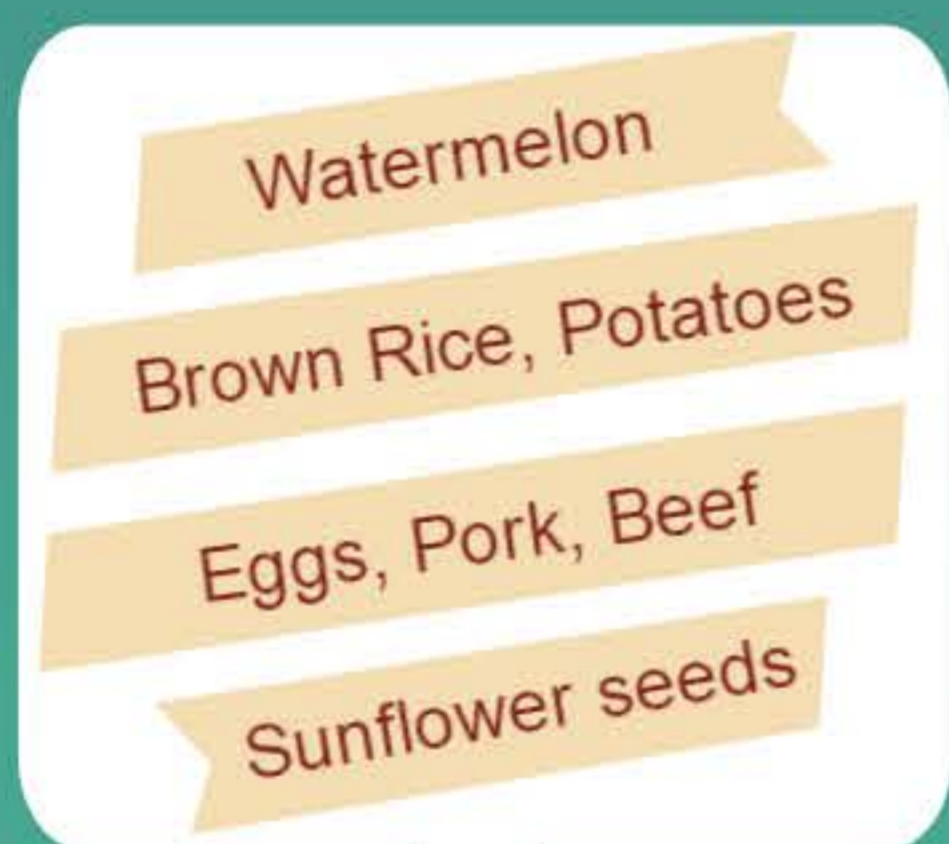 Watermelon
Brown Rice, Potatoes
Eggs, Pork, Beef
Sunflower seeds